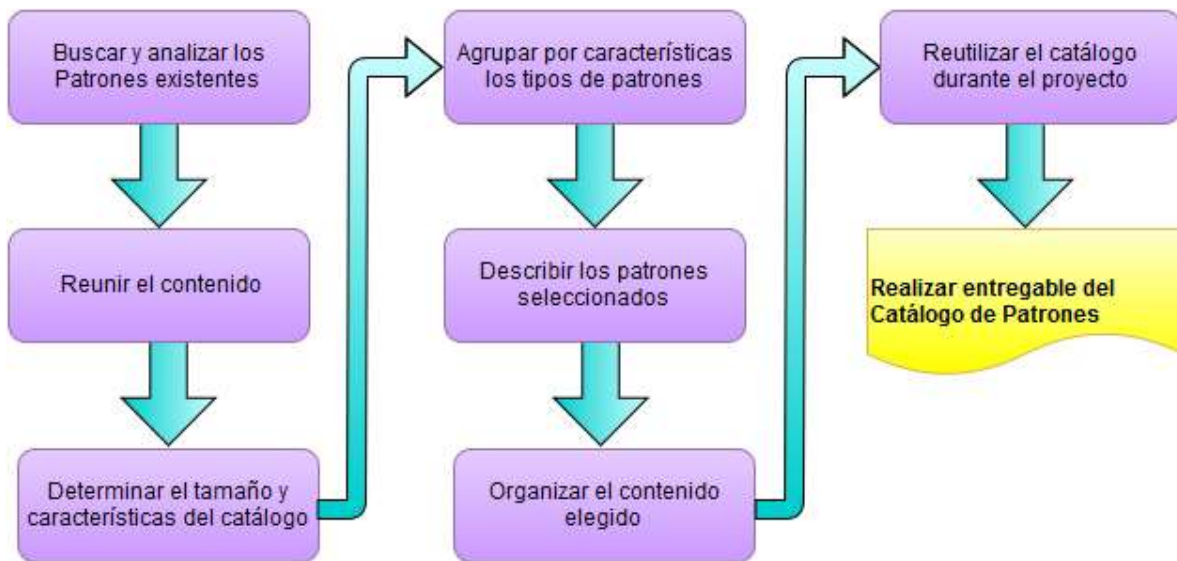 Buscar y analizar los
Patrones existentes
Reunir el contenido
Determinar el tamaño y
características del catálogo
Agrupar por características
los tipos de patrones
Describir los patrones
seleccionados
Organizar el contenido
elegido
Reutilizar el catálogo
durante el proyecto
Realizar entregable del
Catálogo de Patrones